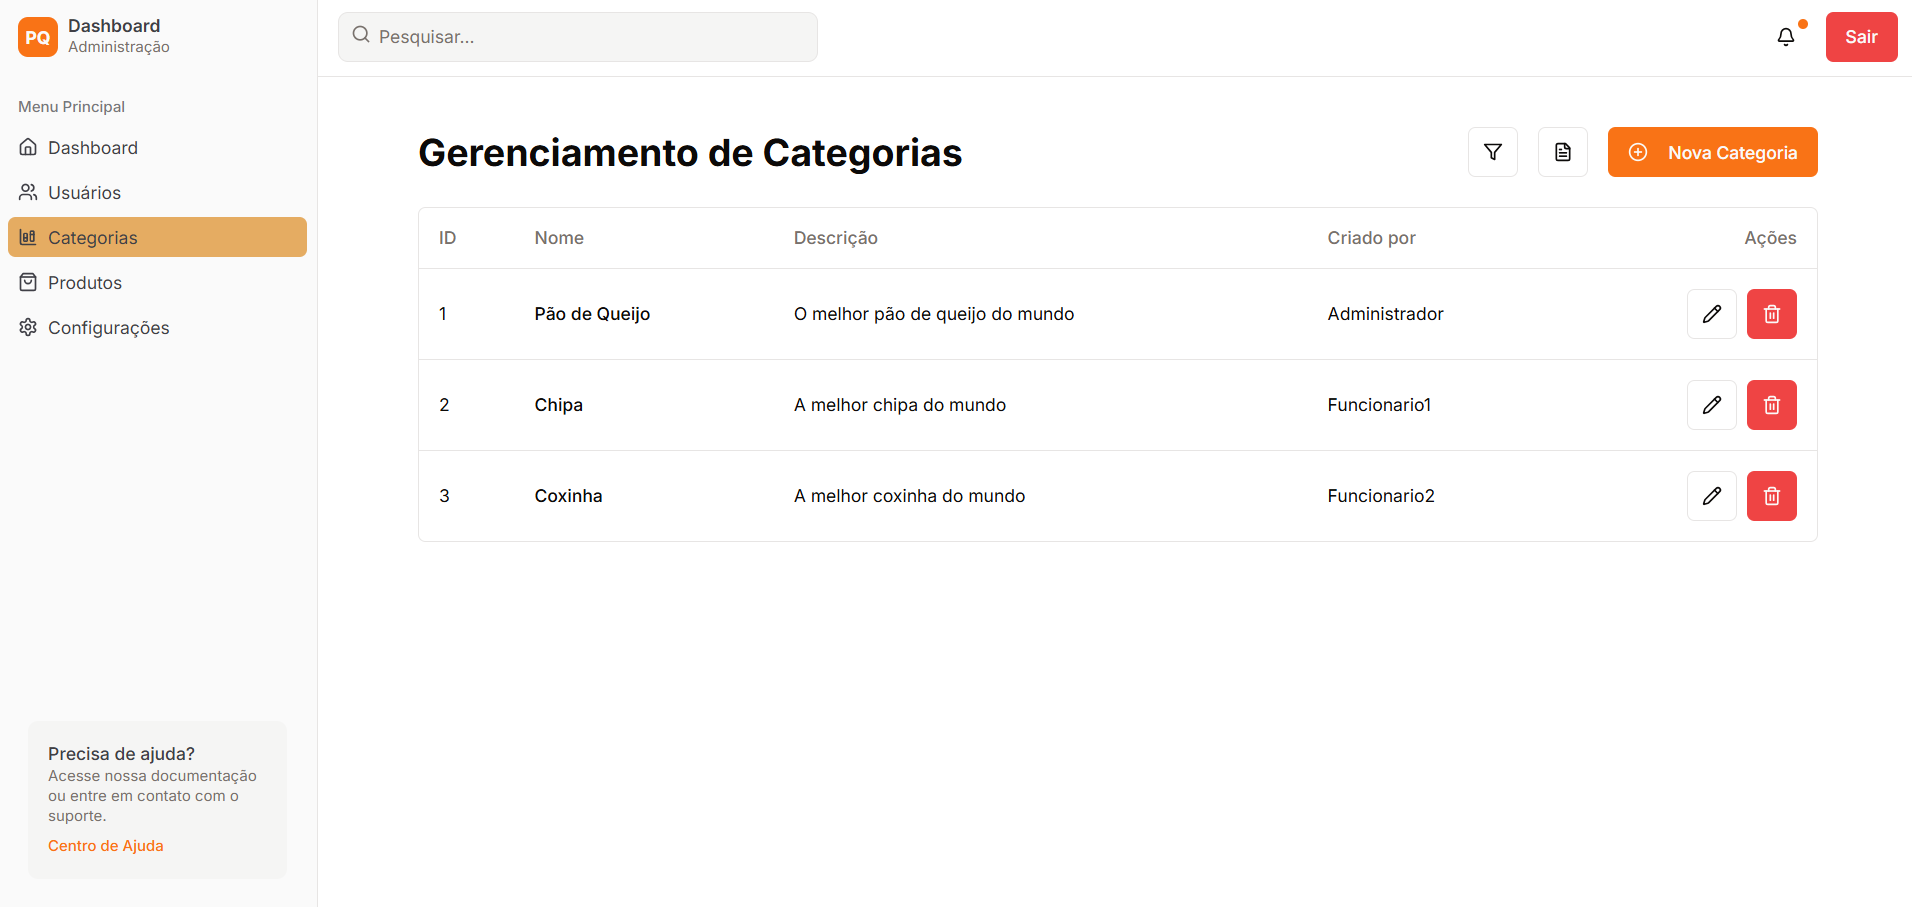 PQ
Dashboard
Administração
Menu Principal
Dashboard
Usuários
Categorias
Produtos
Configurações
Precisa de ajuda?
Acesse nossa documentação
ou entre em contato com o
suporte.
Centro de Ajuda
Pesquisar...
Sair
Gerenciamento de Categorias
Nova Categoria
ID Nome Descrição Criado por Ações
1 Pão de Queijo O melhor pão de queijo do mundo Administrador
2 Chipa A melhor chipa do mundo Funcionario1
3 Coxinha A melhor coxinha do mundo Funcionario2